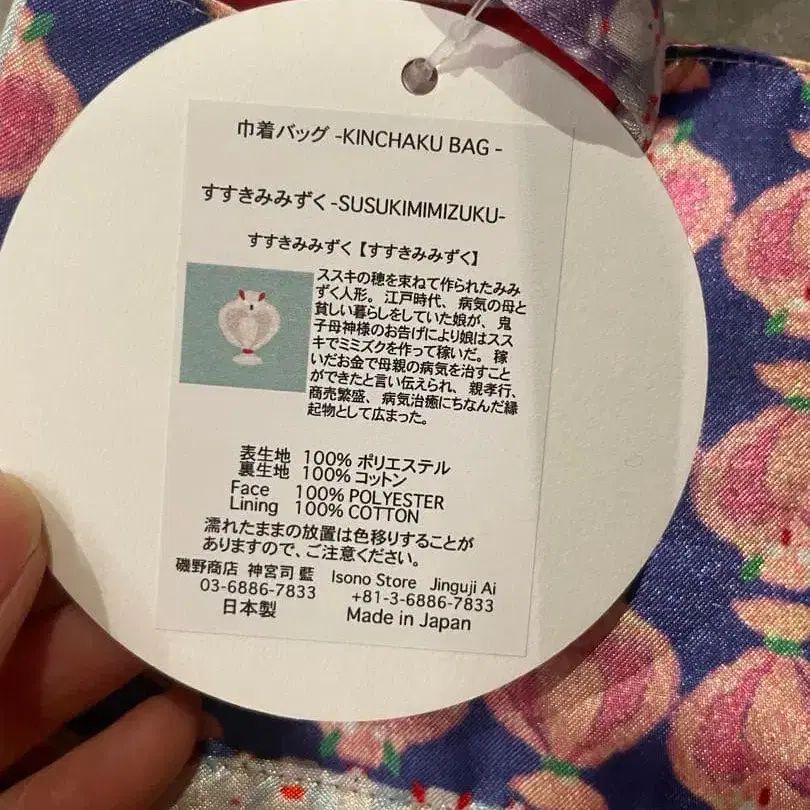 巾着バッグ -KINCHAKU BAG -
すすきみみずく-SUSUKIMIMIZUKU-
すすきみみずく【すすきみみずく】
ススキの穂を束ねて作られたみみ
ずく人形。江戸時代、病気の母と
貧しい暮らしをしていた娘が、鬼
子母神様のお告げにより娘はスス
キでミミズクを作って稼いだ。稼
いだお金で母親の病気を治すこと
ができたと言い伝えられ、親孝行、
商売繁盛、病気治癒にちなんだ縁
起物として広まった。
表生地 100% ポリエステル
裏生地 100% コットン
Face 100% POLYESTER
Lining 100% COTTON
濡れたままの放置は色移りすることが
ありますので、ご注意ください。
磯野商店 神宮司 藍 Isono Store Jinguji Ai
03-6886-7833 +81-3-6886-7833
日本製 Made in Japan